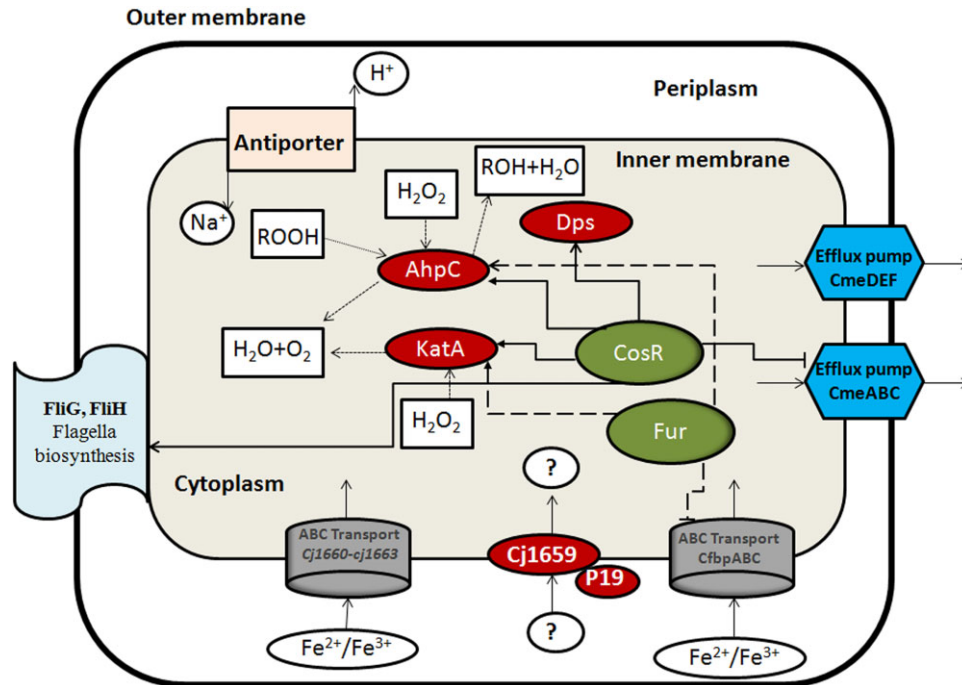 Outer membrane
H⁺
Periplasm
Antiporter
Inner membrane
ROH+H₂O
H₂O₂
Na⁺
Dps
ROOH
Efflux pump
CmeDEF
AhpC
H₂O+O₂
KatA
CosR
Efflux pump
CmeABC
FliG, FliH
Flagella
biosynthesis
H₂O₂
Fur
?
Cytoplasm
ABC Transport
Cj1660-cj1663
Cj1659
P19
ABC Transport
CfbpABC
?
Fe²⁺/Fe³⁺
Fe²⁺/Fe³⁺